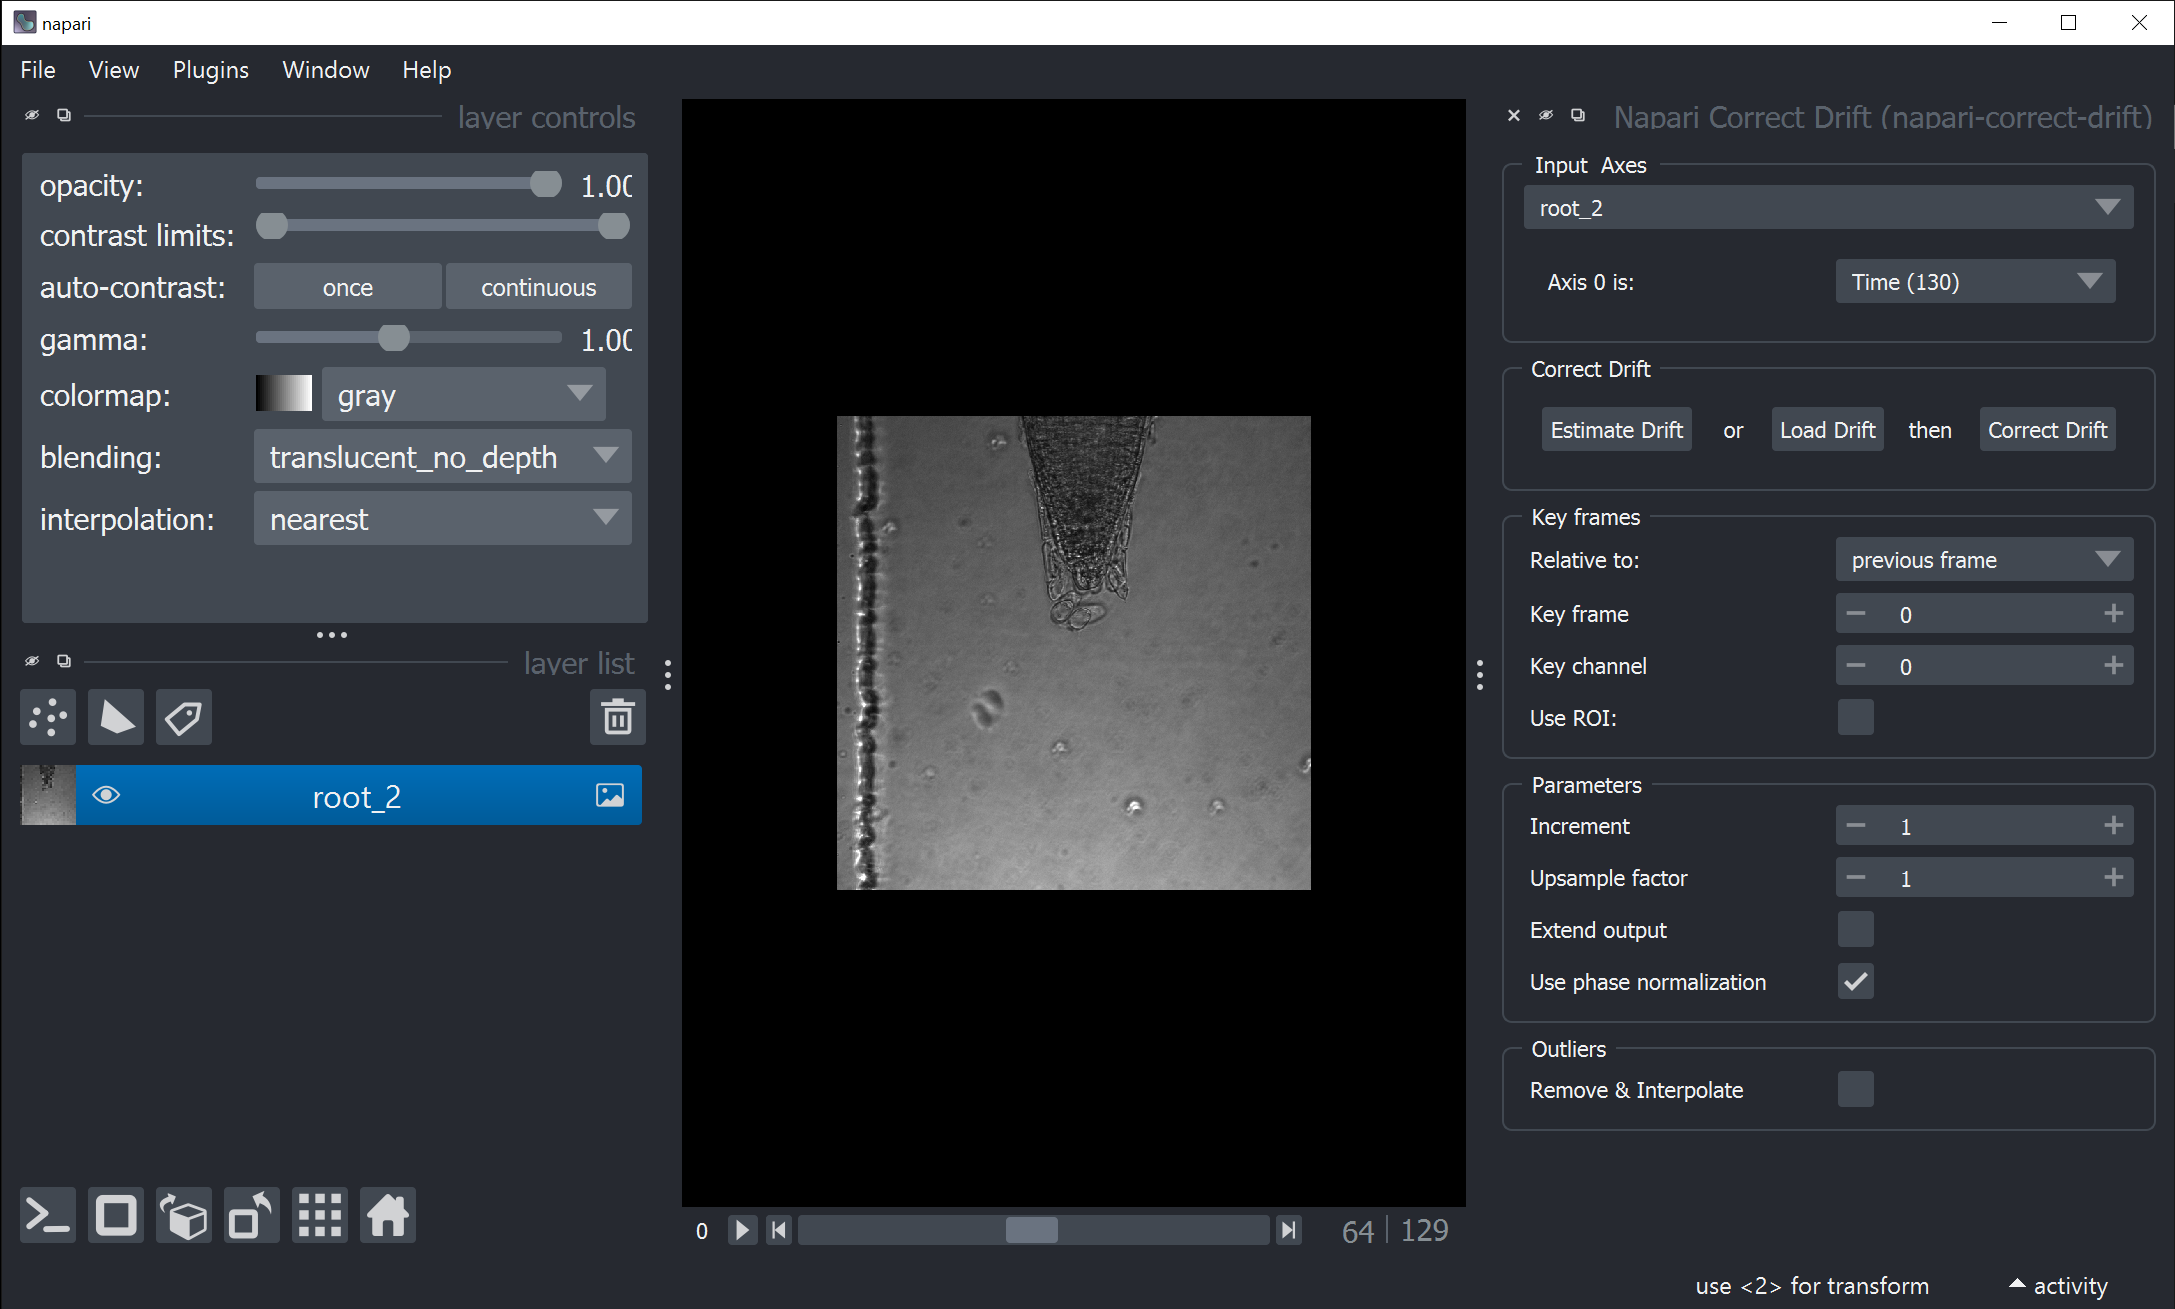 napari
File View Plugins Window Help
layer controls
opacity: 1.00
contrast limits:
auto-contrast: once continuous
gamma: 1.00
colormap: gray
blending: translucent_no_depth
interpolation: nearest
layer list
root_2
0 64 129
Napari Correct Drift (napari-correct-drift)
Input Axes
root_2
Axis 0 is: Time (130)
Correct Drift
Estimate Drift or Load Drift then Correct Drift
Key frames
Relative to: previous frame
Key frame 0
Key channel 0
Use ROI:
Parameters
Increment 1
Upsample factor 1
Extend output
Use phase normalization
Outliers
Remove & Interpolate
use <2> for transform activity